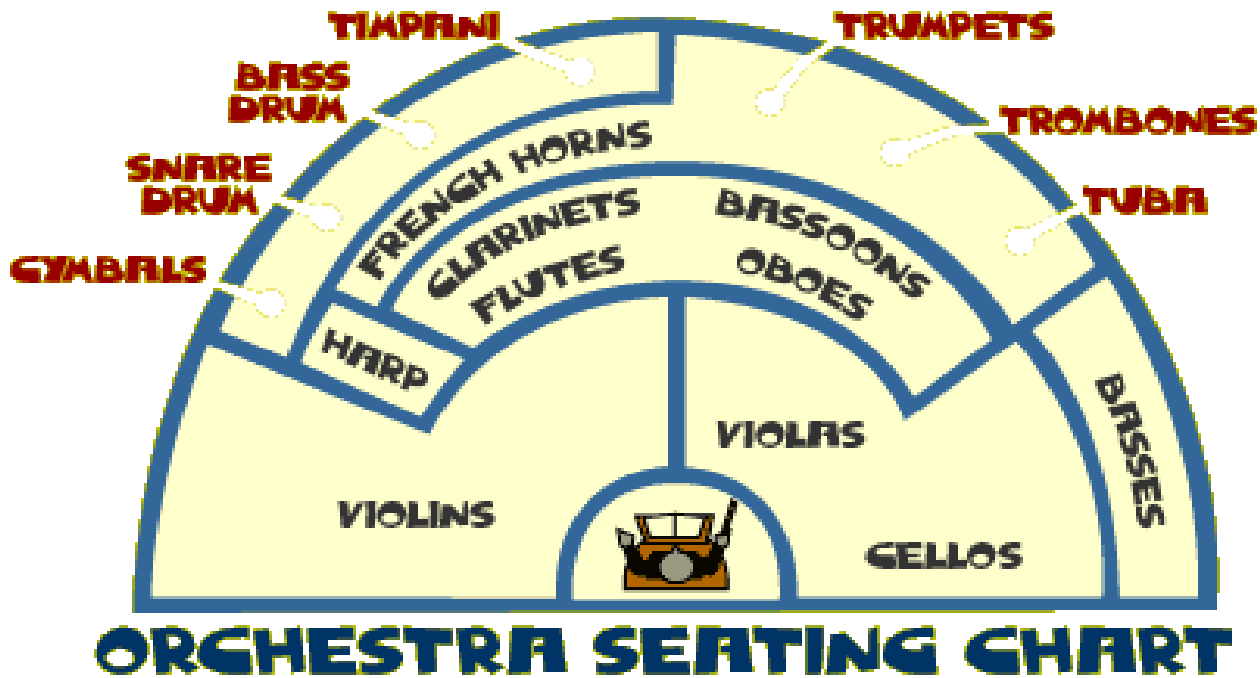 TIMPANI
TRUMPETS
BASS
DRUM
TROMBONES
SNARE
DRUM
TUBA
CYMBALS
FRENCH HORNS
CLARINETS
BASSOONS
FLUTES
OBOES
HARP
BASSES
VIOLAS
VIOLINS
CELLOS
ORCHESTRA SEATING CHART